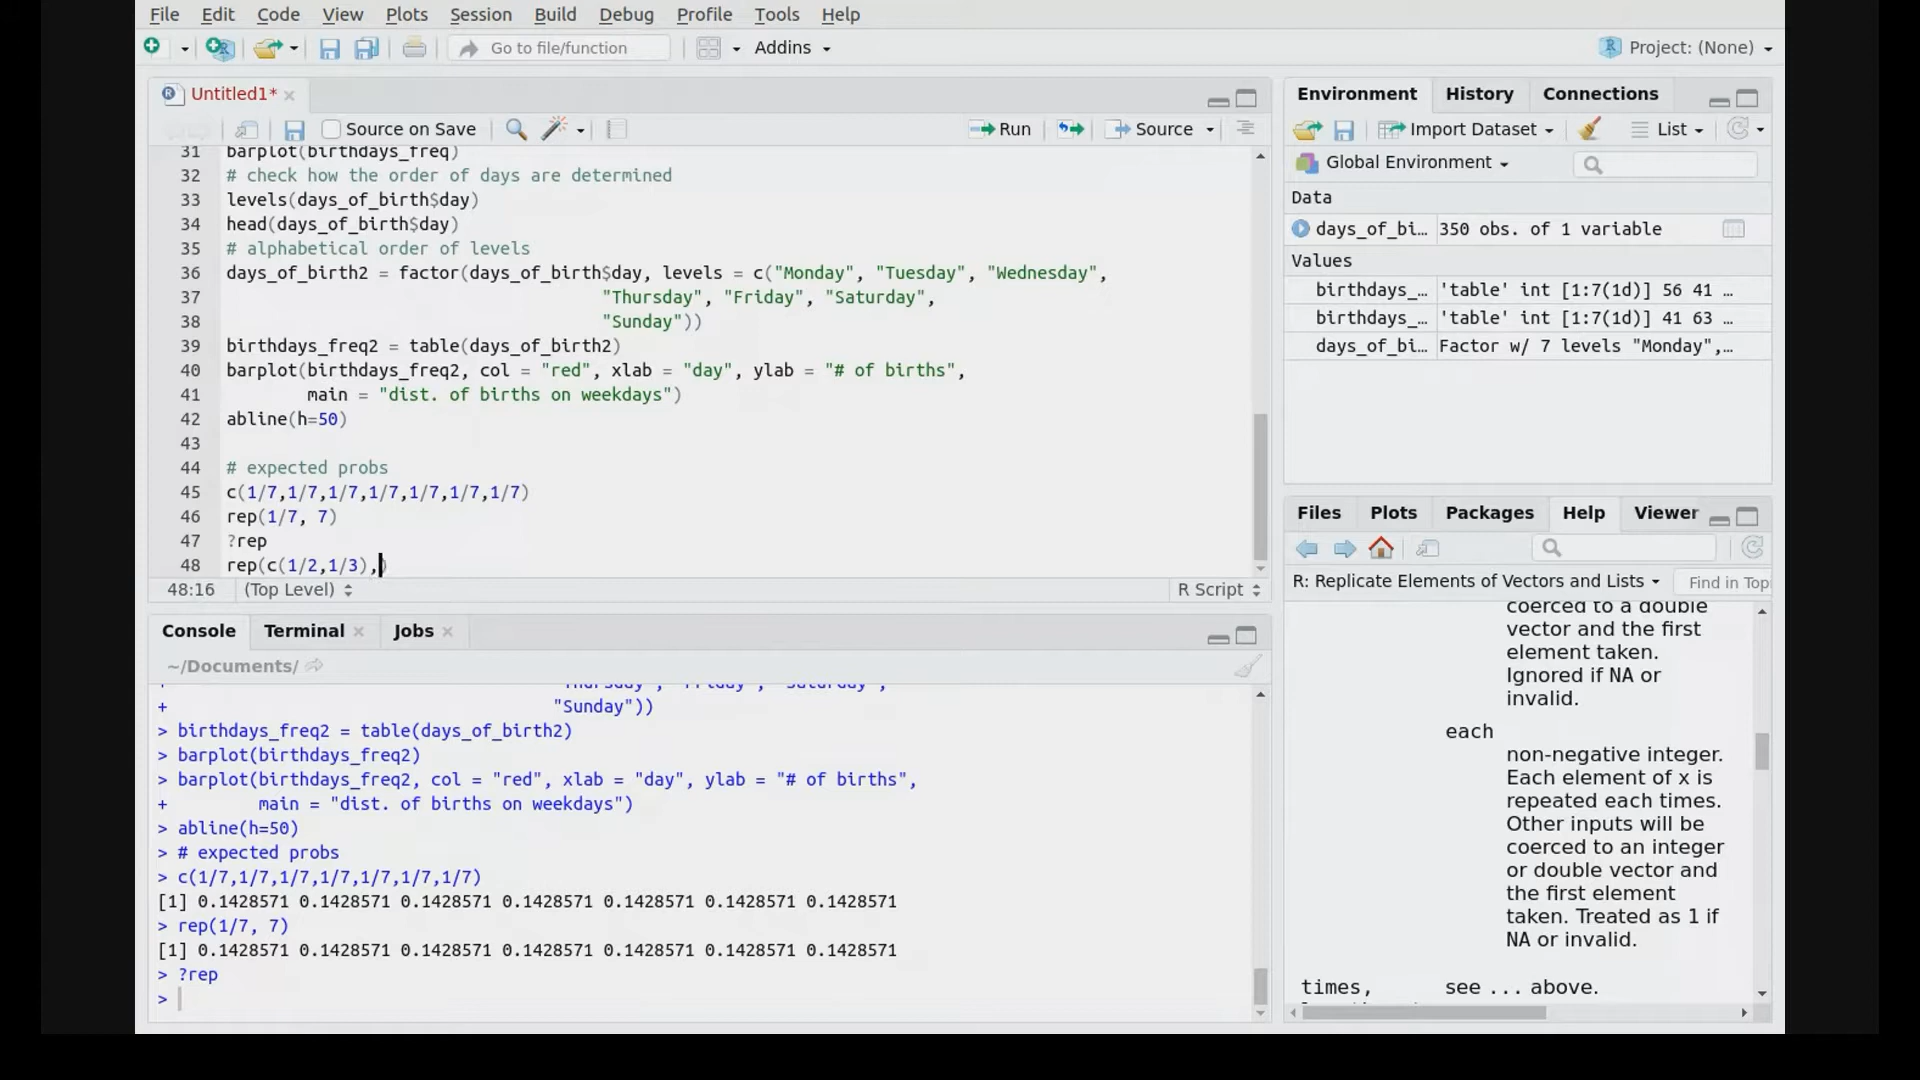 File Edit Code View Plots Session Build Debug Profile Tools Help
Go to file/function Addins Project: (None)
Untitled1*
Source on Save Run Source
31 barplot(birthdays_freq)
32 # check how the order of days are determined
33 levels(days_of_birth$day)
34 head(days_of_birth$day)
35 # alphabetical order of levels
36 days_of_birth2 = factor(days_of_birth$day, levels = c("Monday", "Tuesday", "Wednesday",
37 "Thursday", "Friday", "Saturday",
38 "Sunday"))
39 birthdays_freq2 = table(days_of_birth2)
40 barplot(birthdays_freq2, col = "red", xlab = "day", ylab = "# of births",
41 main = "dist. of births on weekdays")
42 abline(h=50)
43
44 # expected probs
45 c(1/7,1/7,1/7,1/7,1/7,1/7,1/7)
46 rep(1/7, 7)
47 ?rep
48 rep(c(1/2,1/3),)
48:16 (Top Level) R Script
Console Terminal Jobs
~/Documents/
+ "Thursday", "Friday", "Saturday",
+ "Sunday"))
> birthdays_freq2 = table(days_of_birth2)
> barplot(birthdays_freq2)
> barplot(birthdays_freq2, col = "red", xlab = "day", ylab = "# of births",
+ main = "dist. of births on weekdays")
> abline(h=50)
> # expected probs
> c(1/7,1/7,1/7,1/7,1/7,1/7,1/7)
[1] 0.1428571 0.1428571 0.1428571 0.1428571 0.1428571 0.1428571 0.1428571
> rep(1/7, 7)
[1] 0.1428571 0.1428571 0.1428571 0.1428571 0.1428571 0.1428571 0.1428571
> ?rep
>
Environment History Connections
Import Dataset List
Global Environment
Data
days_of_bi… 350 obs. of 1 variable
Values
birthdays_… 'table' int [1:7(1d)] 56 41 …
birthdays_… 'table' int [1:7(1d)] 41 63 …
days_of_bi… Factor w/ 7 levels "Monday",…
Files Plots Packages Help Viewer
R: Replicate Elements of Vectors and Lists Find in Top
coerced to a double
vector and the first
element taken.
Ignored if NA or
invalid.
each
non-negative integer.
Each element of x is
repeated each times.
Other inputs will be
coerced to an integer
or double vector and
the first element
taken. Treated as 1 if
NA or invalid.
times, see ... above.